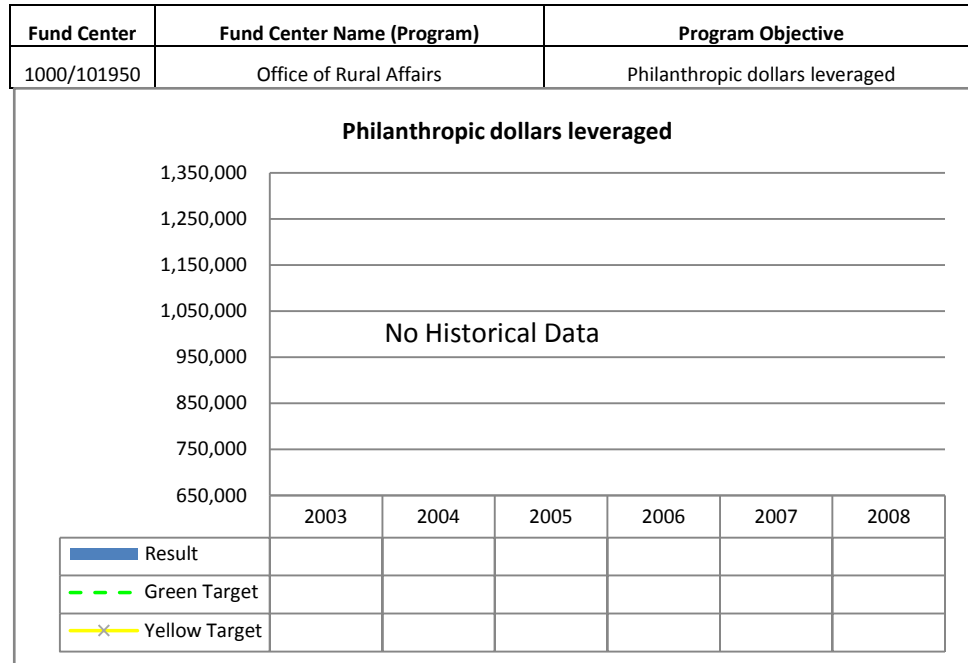 Fund Center Fund Center Name (Program) Program Objective
1000/101950 Office of Rural Affairs Philanthropic dollars leveraged
Philanthropic dollars leveraged
1,350,000
1,250,000
1,150,000
1,050,000
No Historical Data
950,000
850,000
750,000
650,000
2003 2004 2005 2006 2007 2008
Result
Green Target
Yellow Target